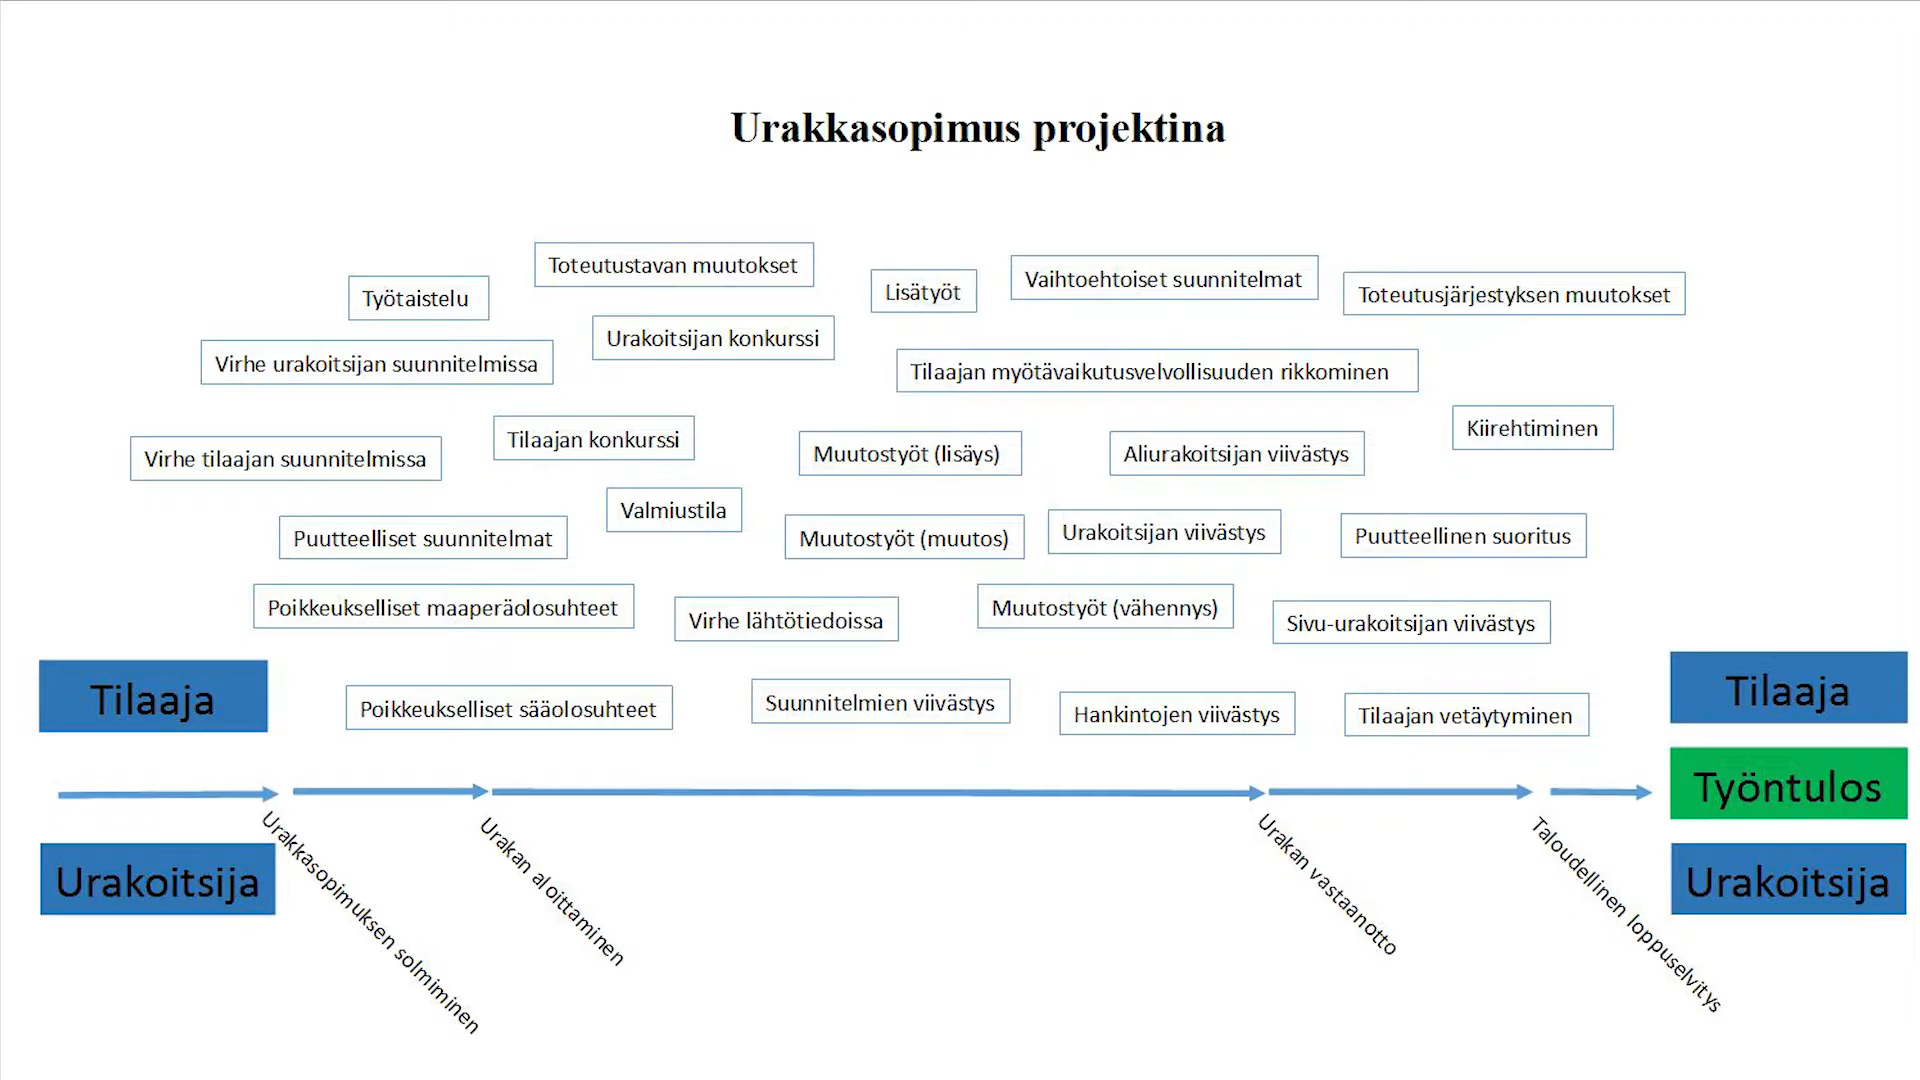 Urakkasopimus projektina
Toteutustavan muutokset
Vaihtoehtoiset suunnitelmat
Lisätyöt
Toteutusjärjestyksen muutokset
Työtaistelu
Urakoitsijan konkurssi
Virhe urakoitsijan suunnitelmissa
Tilaajan myötävaikutusvelvollisuuden rikkominen
Kiirehtiminen
Tilaajan konkurssi
Muutostyöt (lisäys)
Aliurakoitsijan viivästys
Virhe tilaajan suunnitelmissa
Valmiustila
Urakoitsijan viivästys
Puutteellinen suoritus
Puutteelliset suunnitelmat
Muutostyöt (muutos)
Poikkeukselliset maaperäolosuhteet
Muutostyöt (vähennys)
Virhe lähtötiedoissa
Sivu-urakoitsijan viivästys
Tilaaja
Tilaaja
Poikkeukselliset sääolosuhteet
Suunnitelmien viivästys
Hankintojen viivästys
Tilaajan vetäytyminen
Työntulos
Urakoitsija
Urakoitsija
Urakkasopimuksen solmiminen
Urakan aloittaminen
Urakan vastaanotto
Taloudellinen loppuselvitys